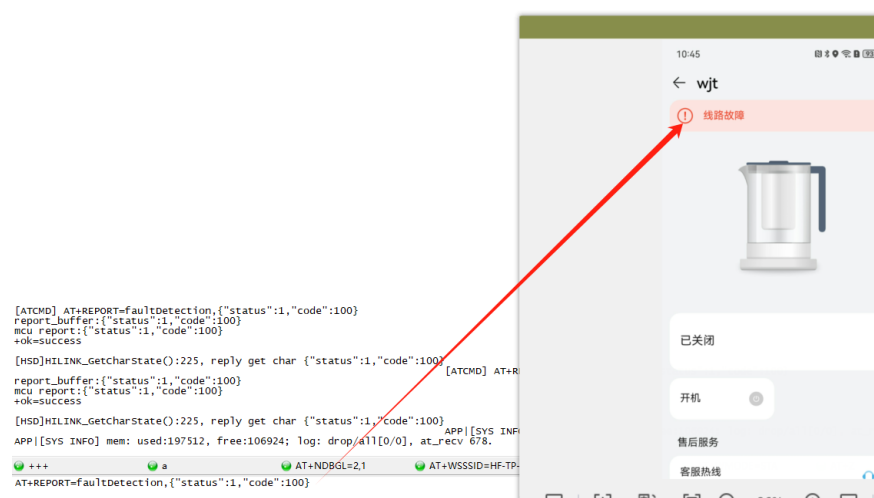 [ATCMD] AT+REPORT=faultDetection,{"status":1,"code":100}
report_buffer:{"status":1,"code":100}
mcu report:{"status":1,"code":100}
+ok=success
[HSD]HILINK_GetCharState():225, reply get char {"status":1,"code":100}
[ATCMD] AT+R
report_buffer:{"status":1,"code":100}
mcu report:{"status":1,"code":100}
+ok=success
[HSD]HILINK_GetCharState():225, reply get char {"status":1,"code":100}
APP|[SYS INF
APP|[SYS INFO] mem: used:197512, free:106924; log: drop/all[0/0], at_recv 678.
+++
a
AT+NDBGL=2,1
AT+WSSSID=HF-TP-
AT+REPORT=faultDetection,{"status":1,"code":100}
10:45
wjt
线路故障
已关闭
开机
售后服务
客服热线